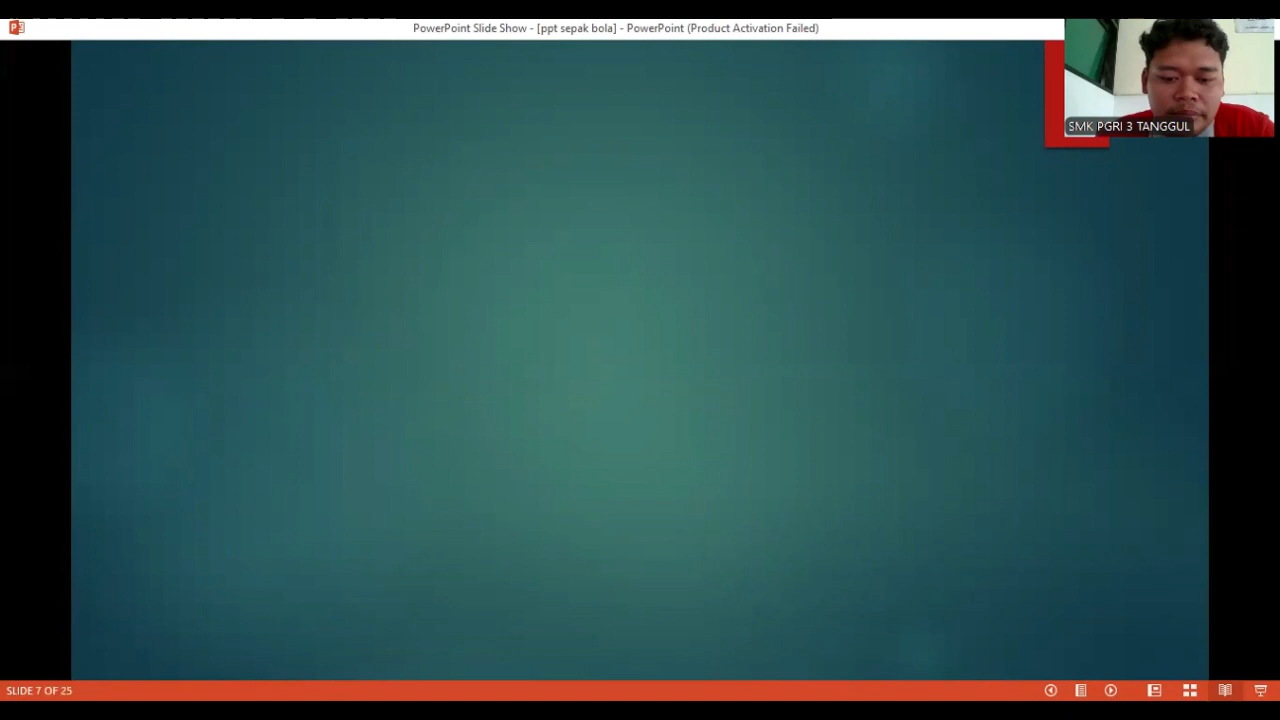 PowerPoint Slide Show - [ppt sepak bola] - PowerPoint (Product Activation Failed)
SMK PGRI 3 TANGGUL
SLIDE 7 OF 25